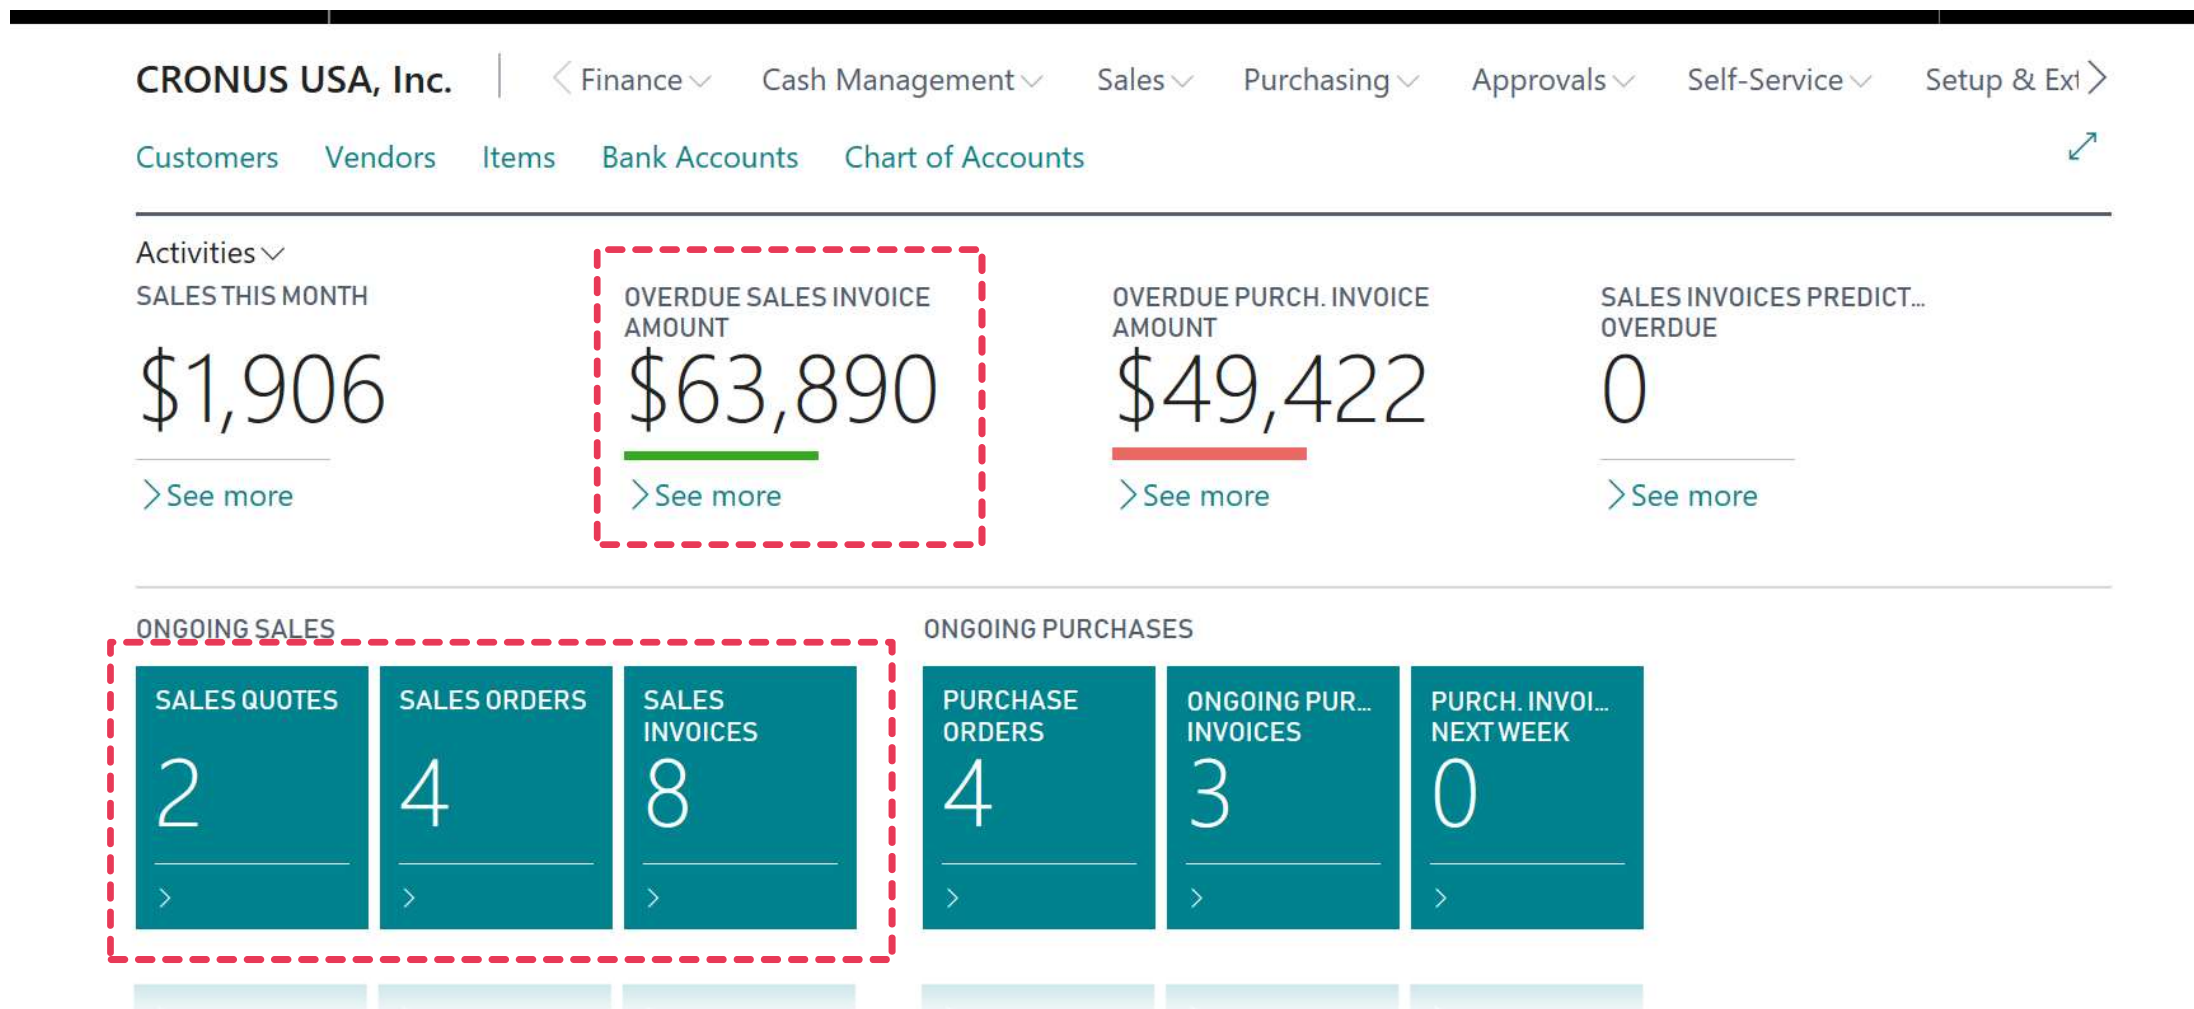 CRONUS USA, Inc.
Finance Cash Management Sales Purchasing Approvals Self-Service Setup & Ext
Customers Vendors Items Bank Accounts Chart of Accounts
Activities
SALES THIS MONTH
$1,906
See more
OVERDUE SALES INVOICE
AMOUNT
$63,890
See more
OVERDUE PURCH. INVOICE
AMOUNT
$49,422
See more
SALES INVOICES PREDICT...
OVERDUE
0
See more
ONGOING SALES
SALES QUOTES
2
SALES ORDERS
4
SALES
INVOICES
8
ONGOING PURCHASES
PURCHASE
ORDERS
4
ONGOING PUR...
INVOICES
3
PURCH. INVOI...
NEXT WEEK
0